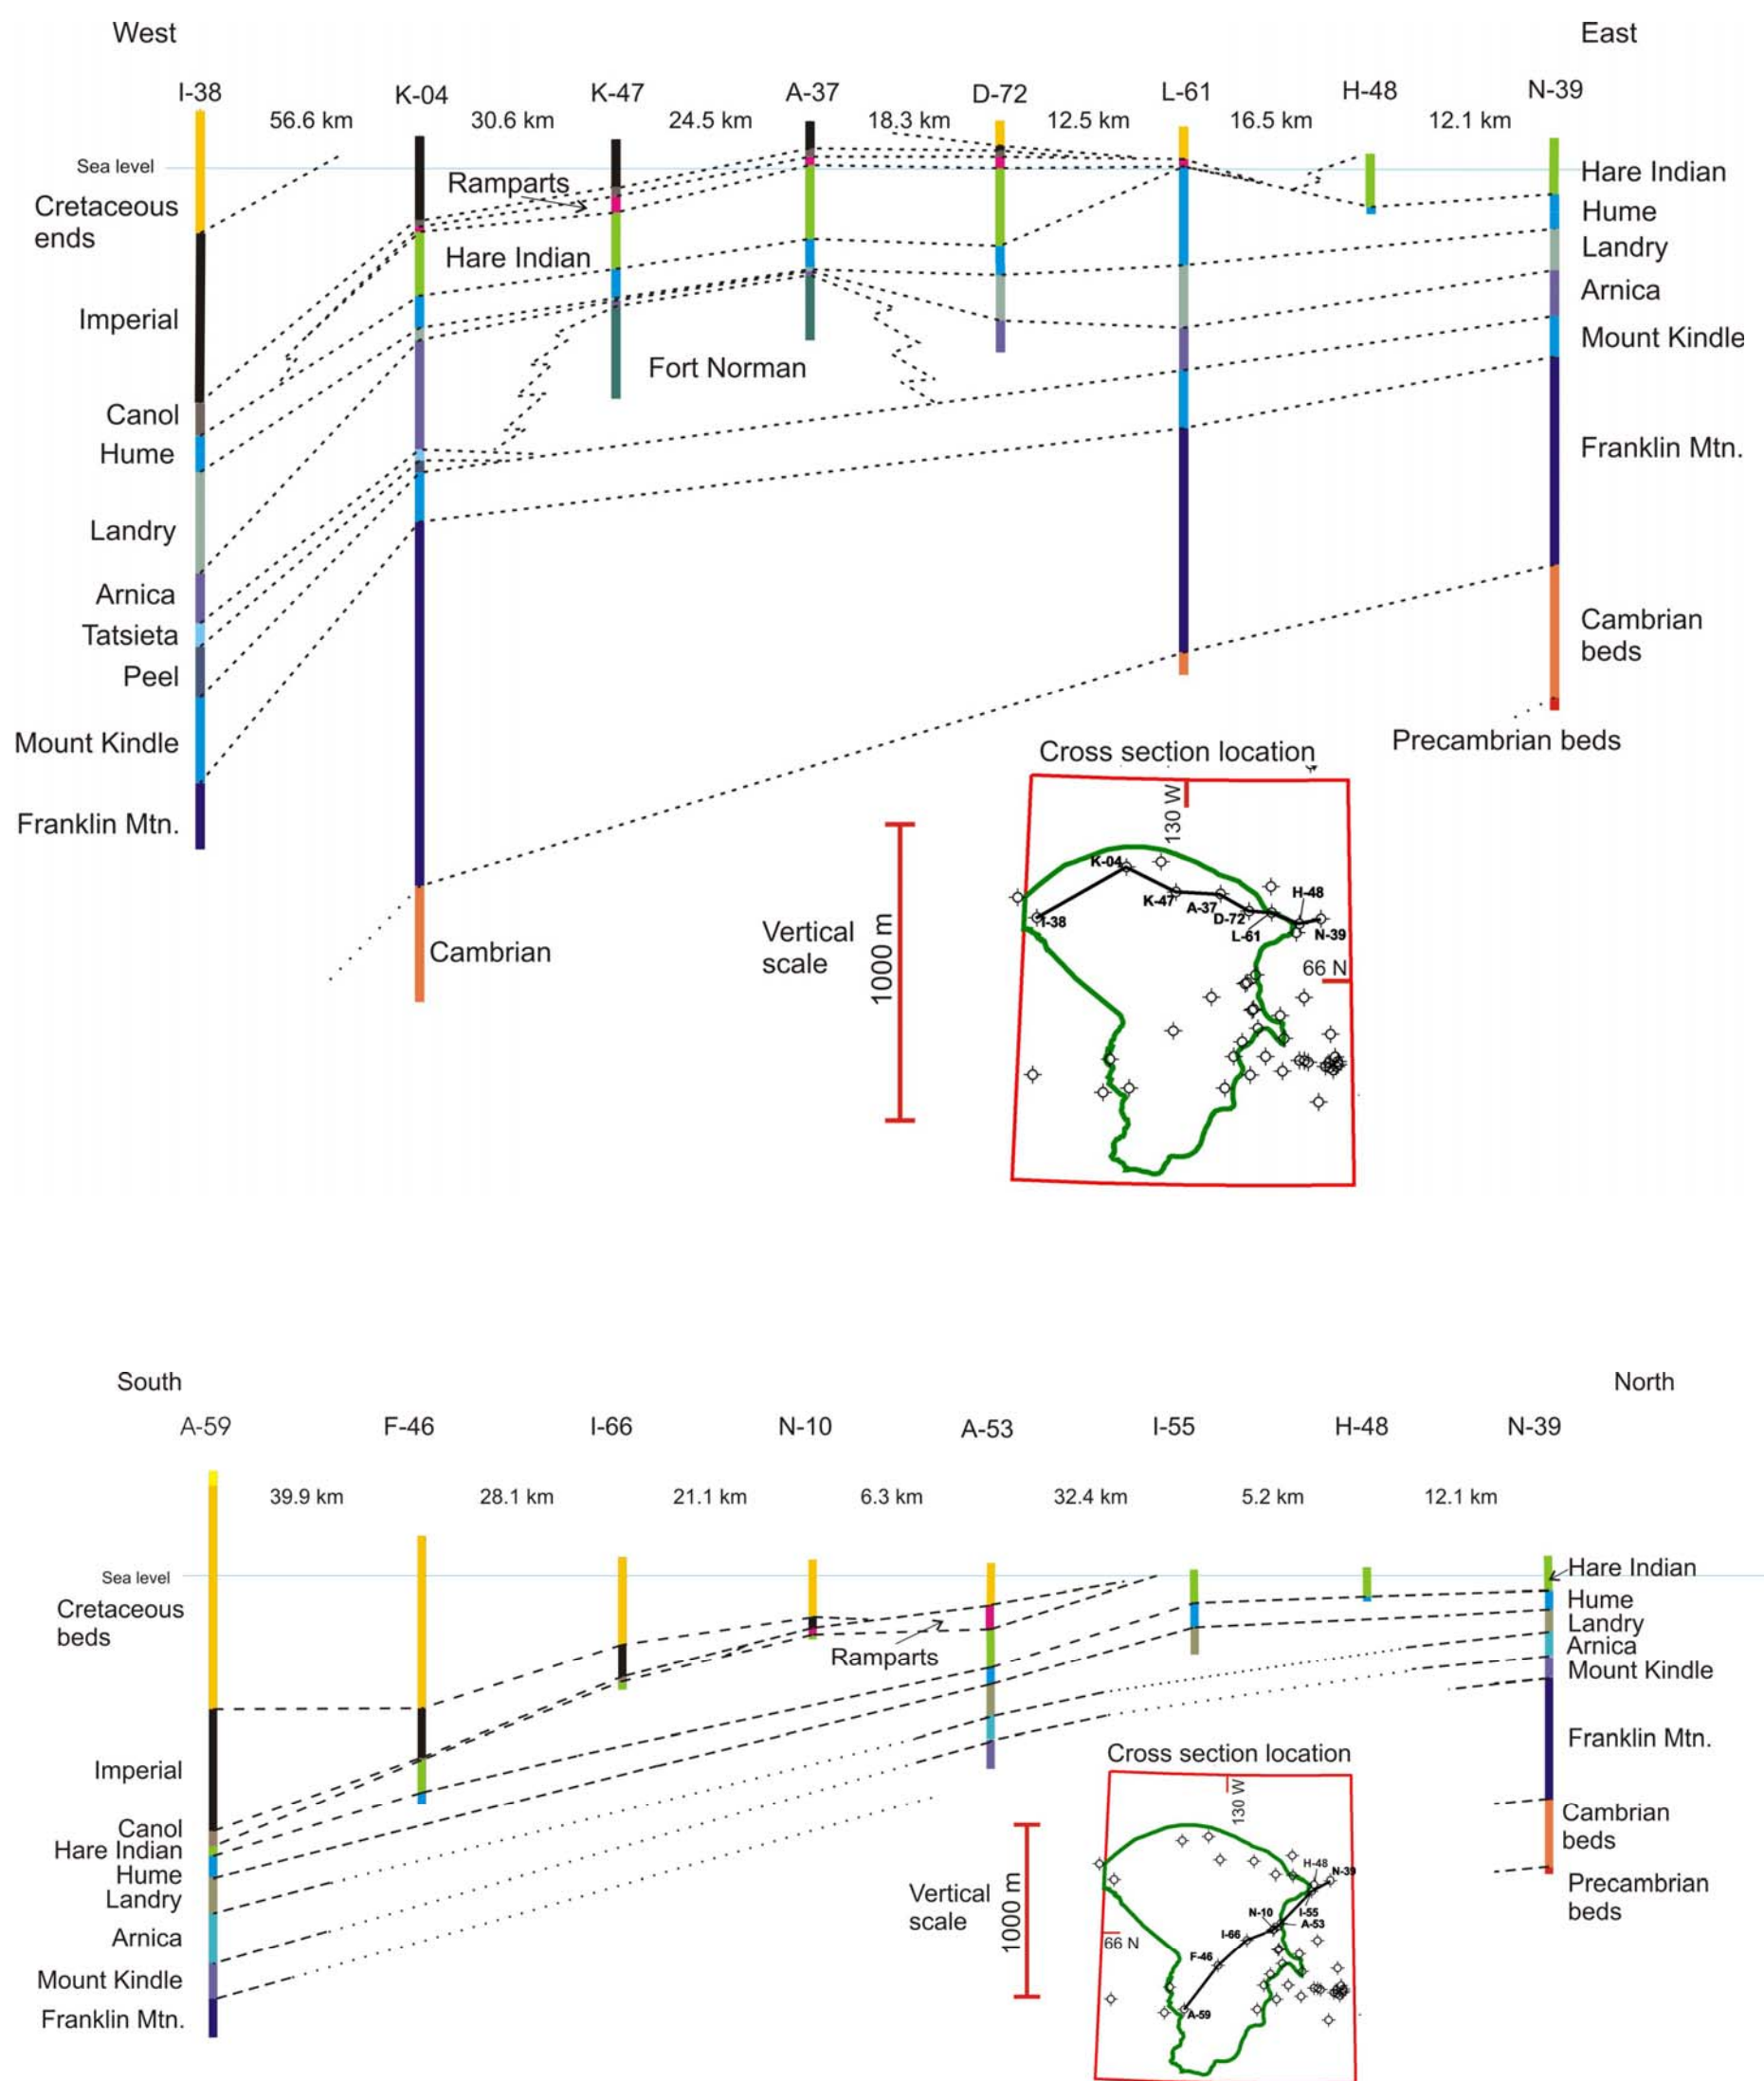 West
East
I-38
K-04
K-47
A-37
D-72
L-61
H-48
N-39
56.6 km
30.6 km
24.5 km
18.3 km
12.5 km
16.5 km
12.1 km
Sea level
Cretaceous
ends
Imperial
Canol
Hume
Landry
Arnica
Tatsieta
Peel
Mount Kindle
Franklin Mtn.
Ramparts
Hare Indian
Fort Norman
Cambrian
Hare Indian
Hume
Landry
Arnica
Mount Kindle
Franklin Mtn.
Cambrian
beds
Precambrian beds
Vertical
scale
1000 m
Cross section location
130 W
K-04
I-38
K-47
A-37
D-72
L-61
H-48
N-39
66 N
South
North
A-59
F-46
I-66
N-10
A-53
I-55
H-48
N-39
39.9 km
28.1 km
21.1 km
6.3 km
32.4 km
5.2 km
12.1 km
Sea level
Cretaceous
beds
Imperial
Canol
Hare Indian
Hume
Landry
Arnica
Mount Kindle
Franklin Mtn.
Ramparts
Hare Indian
Hume
Landry
Arnica
Mount Kindle
Franklin Mtn.
Cambrian
beds
Precambrian
beds
Vertical
scale
1000 m
Cross section location
130 W
H-48
N-39
N-10
I-55
A-53
I-66
66 N
F-46
A-59